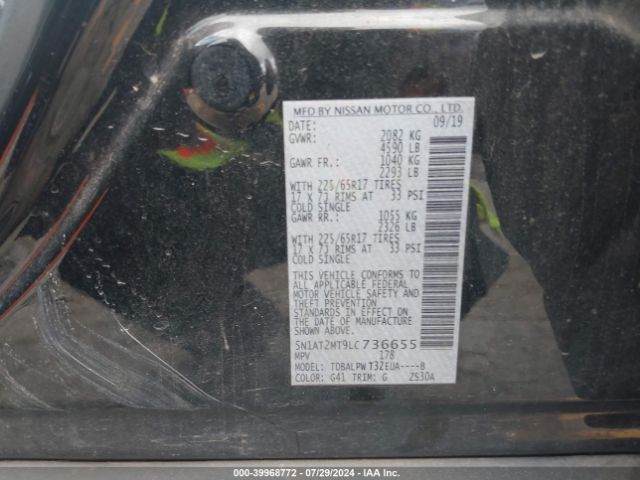 MFD BY NISSAN MOTOR CO., LTD.
DATE: 09/19
GVWR: 2082 KG
4590 LB
GAWR FR.: 1040 KG
2293 LB
WITH 225/65R17 TIRES
17 X 7J RIMS AT 33 PSI
COLD SINGLE
GAWR RR.: 1055 KG
2326 LB
WITH 225/65R17 TIRES
17 X 7J RIMS AT 33 PSI
COLD SINGLE
THIS VEHICLE CONFORMS TO
ALL APPLICABLE FEDERAL
MOTOR VEHICLE SAFETY AND
THEFT PREVENTION
STANDARDS IN EFFECT ON
THE DATE OF MANUFACTURE
SHOWN ABOVE.
5N1AT2MT9LC736655
MPV 178
MODEL: TDBALPW T32EUA----B
COLOR: G41 TRIM: G ZS30A
000-39968772 / 07/29/2024 - IAA Inc.